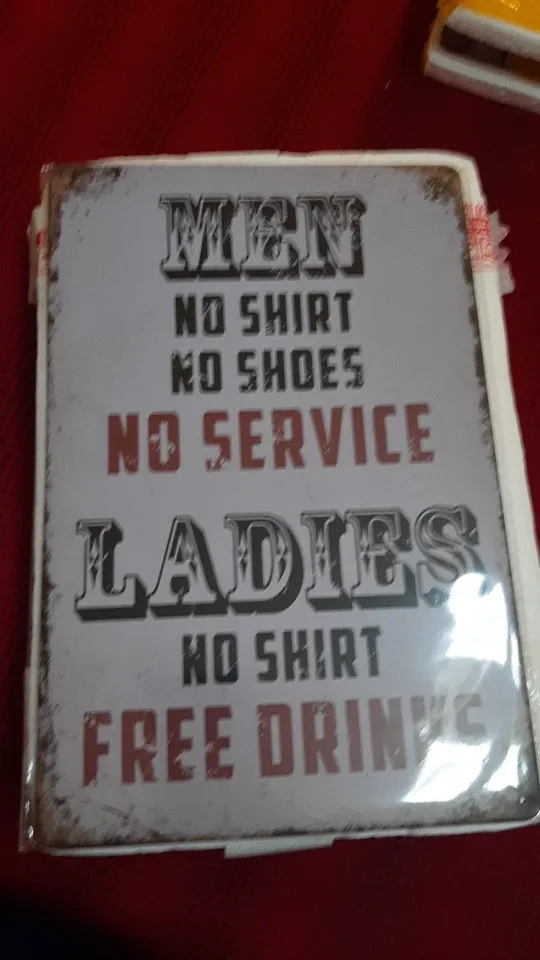 MEN
NO SHIRT
NO SHOES
NO SERVICE
LADIES
NO SHIRT
FREE DRINKS